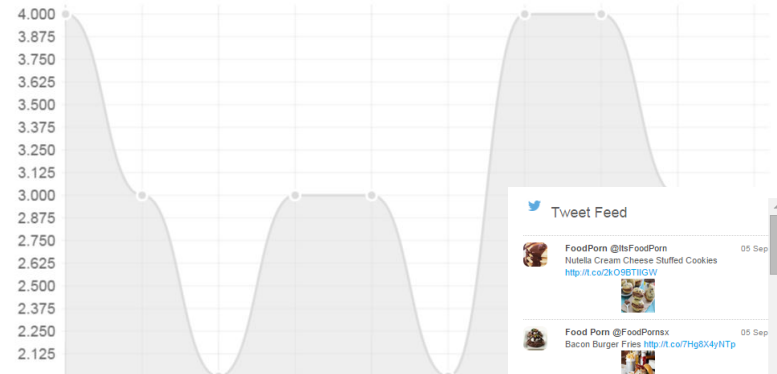 4.000
3.875
3.750
3.625
3.500
3.375
3.250
3.125
3.000
2.875
2.750
2.625
2.500
2.375
2.250
2.125
Tweet Feed
FoodPorn @ItsFoodPorn 05 Sep
Nutella Cream Cheese Stuffed Cookies
http://t.co/2kO9BTIIGW
Food Porn @FoodPornsx 05 Sep
Bacon Burger Fries http://t.co/7Hg8X4yNTp